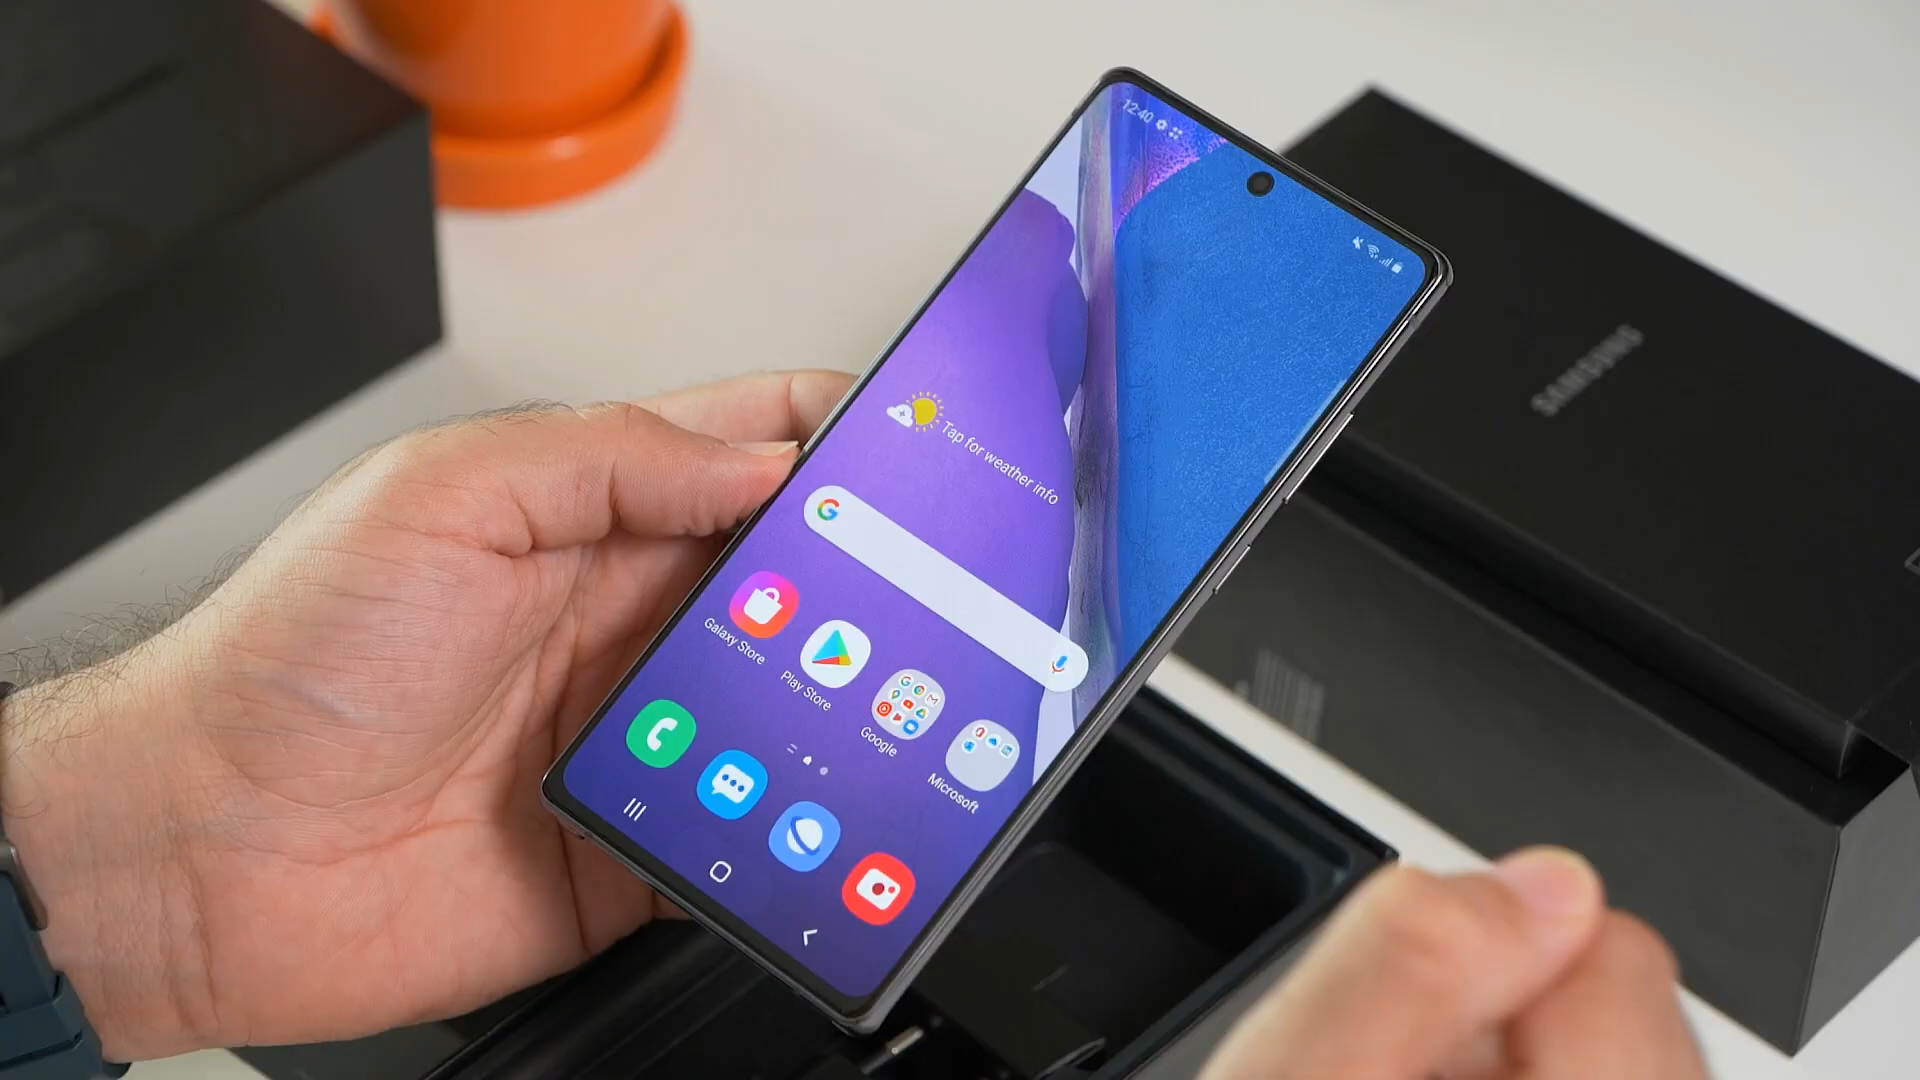 12:40
SAMSUNG
Tap for weather info
Galaxy Store
Play Store
Google
Microsoft